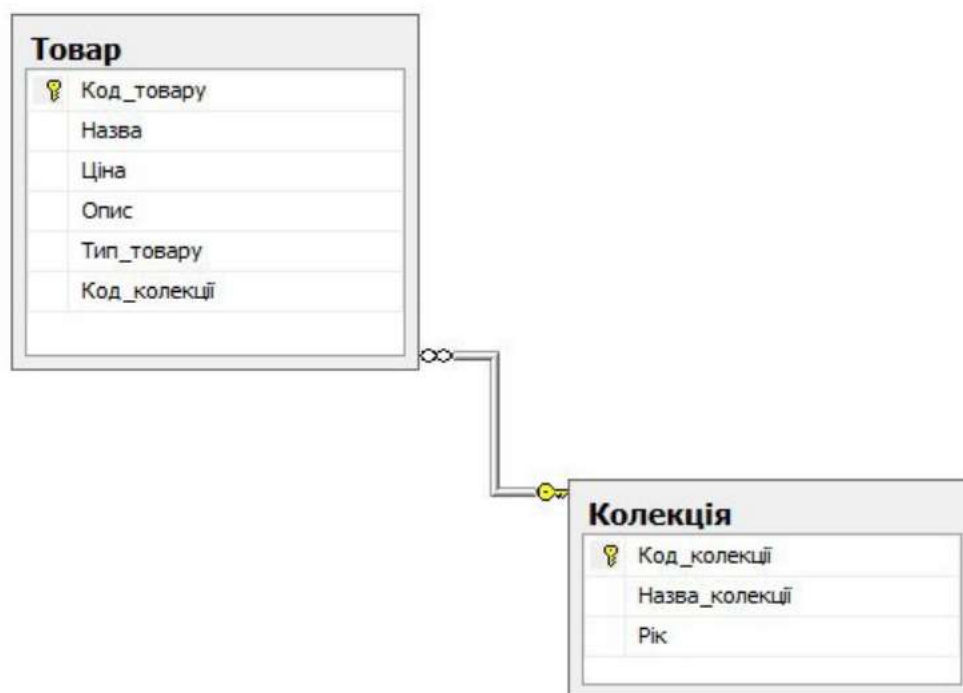 Товар
Код_товару
Назва
Ціна
Опис
Тип_товару
Код_колекції
Колекція
Код_колекції
Назва_колекції
Рік